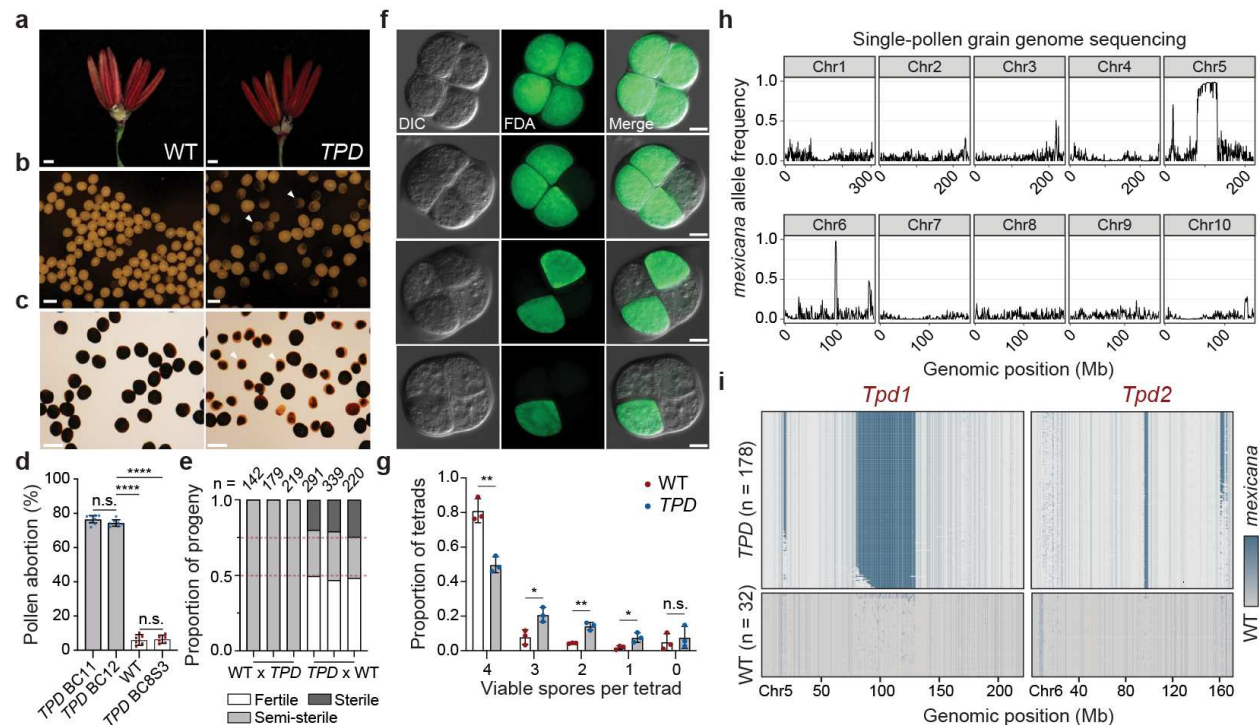 a
WT
TPD
b
c
d
Pollen abortion (%)
100
80
60
40
20
0
n.s.
****
****
n.s.
TPD BC11
TPD BC12
WT
TPD BC8S3
e
n =
142
179
219
291
339
220
Proportion of progeny
1.0
0.5
0.0
WT x TPD
TPD x WT
Fertile
Sterile
Semi-sterile
f
DIC
FDA
Merge
g
Proportion of tetrads
1.0
0.8
0.6
0.4
0.2
0.0
**
*
**
*
n.s.
WT
TPD
4
3
2
1
0
Viable spores per tetrad
h
Single-pollen grain genome sequencing
mexicana allele frequency
Chr1
Chr2
Chr3
Chr4
Chr5
1.0
0.5
0.0
0
300
0
200
0
200
0
200
0
200
Chr6
Chr7
Chr8
Chr9
Chr10
1.0
0.5
0.0
0
100
0
100
0
100
0
100
0
100
Genomic position (Mb)
i
Tpd1
Tpd2
TPD (n = 178)
WT (n = 32)
Chr5
50
100
150
200
Chr6
40
80
120
160
Genomic position (Mb)
WT
mexicana